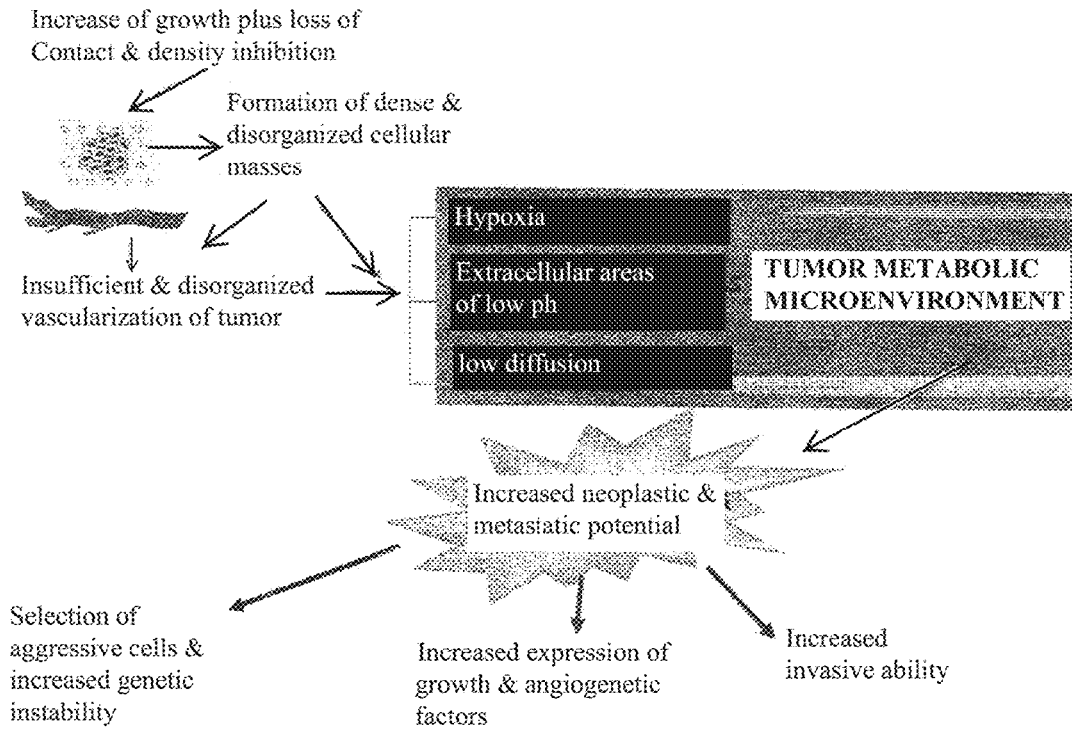 Increase of growth plus loss of
Contact & density inhibition
Formation of dense &
disorganized cellular
masses
Insufficient & disorganized
vascularization of tumor
Hypoxia
Extracellular areas
of low ph
low diffusion
TUMOR METABOLIC
MICROENVIRONMENT
Increased neoplastic &
metastatic potential
Selection of
aggressive cells &
increased genetic
instability
Increased expression of
growth & angiogenetic
factors
Increased
invasive ability